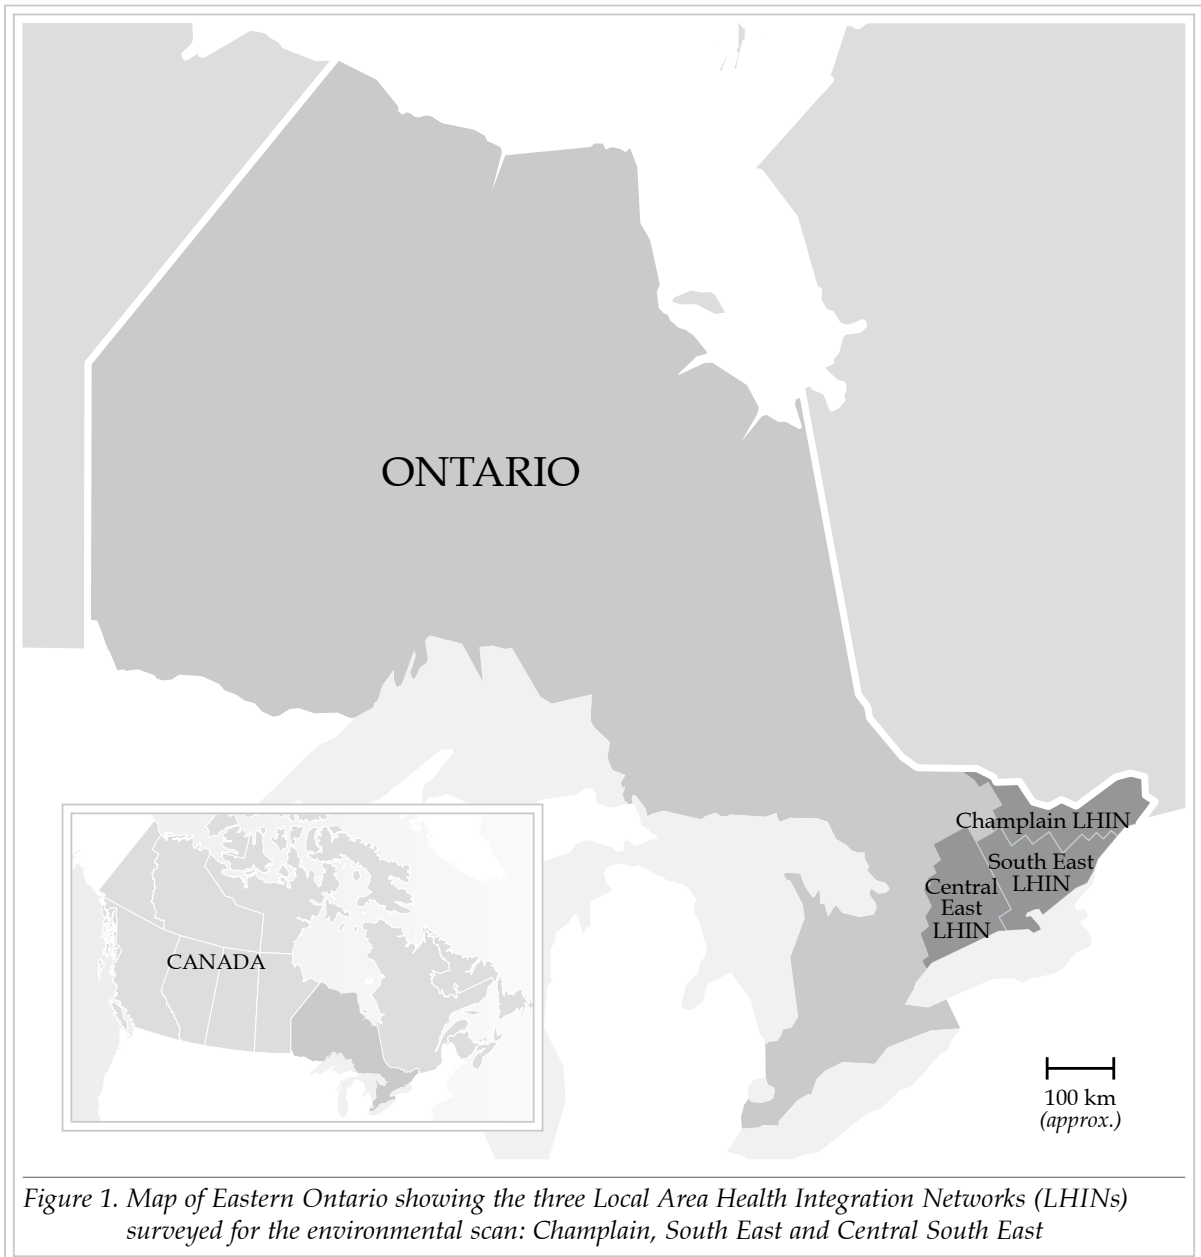 ONTARIO
Champlain LHIN
South East
LHIN
Central
East
LHIN
CANADA
100 km
(approx.)
Figure 1. Map of Eastern Ontario showing the three Local Area Health Integration Networks (LHINs)
surveyed for the environmental scan: Champlain, South East and Central South East